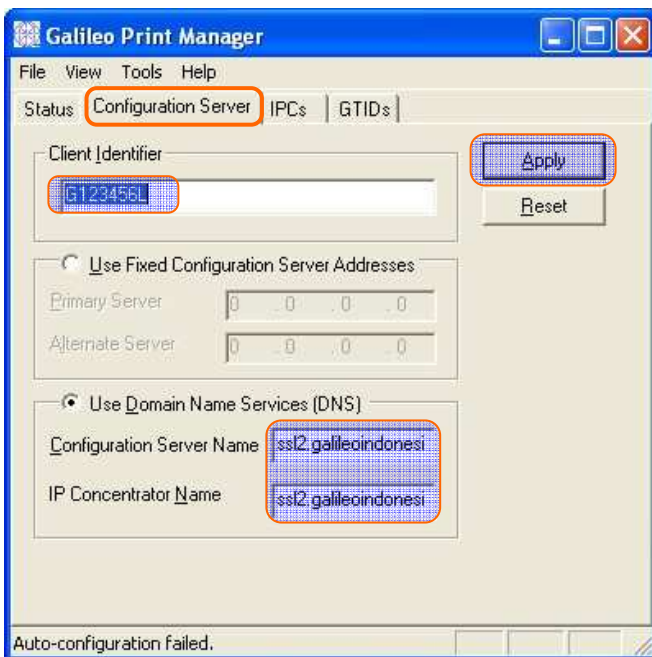 Galileo Print Manager
File View Tools Help
Status Configuration Server IPCs GTIDs
Client Identifier
G123456L
Apply
Reset
Use Fixed Configuration Server Addresses
Primary Server 0 . 0 . 0 . 0
Alternate Server 0 . 0 . 0 . 0
Use Domain Name Services (DNS)
Configuration Server Name ssl2.galileoindonesi
IP Concentrator Name ssl2.galileoindonesi
Auto-configuration failed.